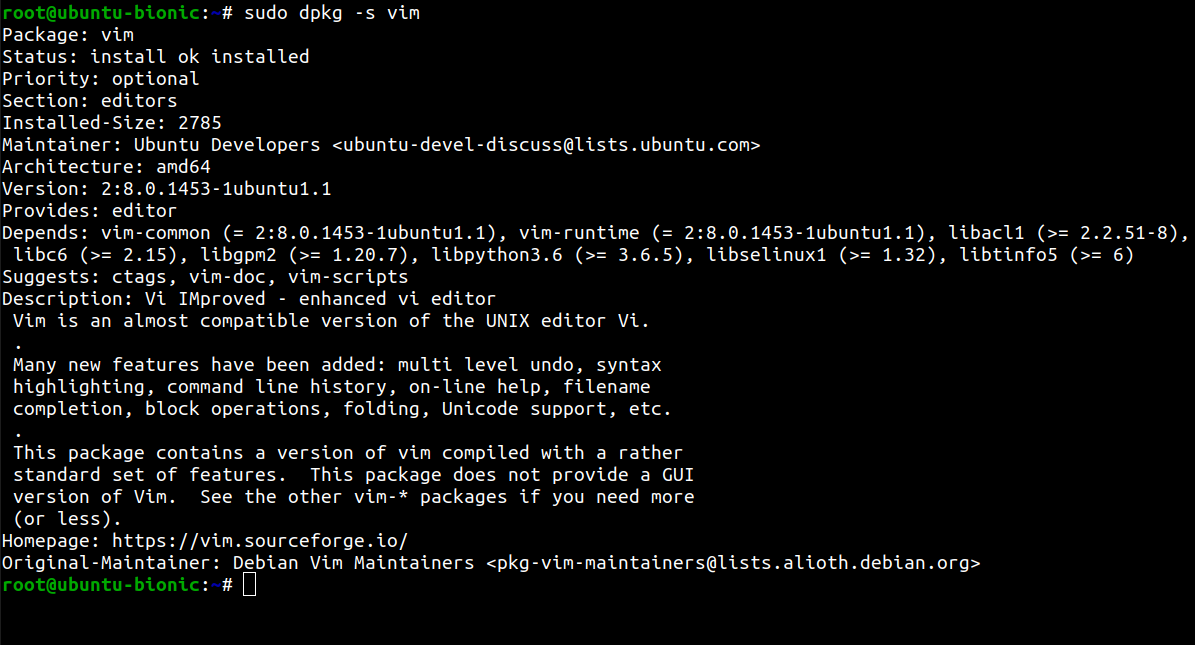 root@ubuntu-bionic:~# sudo dpkg -s vim
Package: vim
Status: install ok installed
Priority: optional
Section: editors
Installed-Size: 2785
Maintainer: Ubuntu Developers <ubuntu-devel-discuss@lists.ubuntu.com>
Architecture: amd64
Version: 2:8.0.1453-1ubuntu1.1
Provides: editor
Depends: vim-common (= 2:8.0.1453-1ubuntu1.1), vim-runtime (= 2:8.0.1453-1ubuntu1.1), libacl1 (>= 2.2.51-8),
 libc6 (>= 2.15), libgpm2 (>= 1.20.7), libpython3.6 (>= 3.6.5), libselinux1 (>= 1.32), libtinfo5 (>= 6)
Suggests: ctags, vim-doc, vim-scripts
Description: Vi IMproved - enhanced vi editor
 Vim is an almost compatible version of the UNIX editor Vi.
 .
 Many new features have been added: multi level undo, syntax
 highlighting, command line history, on-line help, filename
 completion, block operations, folding, Unicode support, etc.
 .
 This package contains a version of vim compiled with a rather
 standard set of features.  This package does not provide a GUI
 version of Vim.  See the other vim-* packages if you need more
 (or less).
Homepage: https://vim.sourceforge.io/
Original-Maintainer: Debian Vim Maintainers <pkg-vim-maintainers@lists.alioth.debian.org>
root@ubuntu-bionic:~#